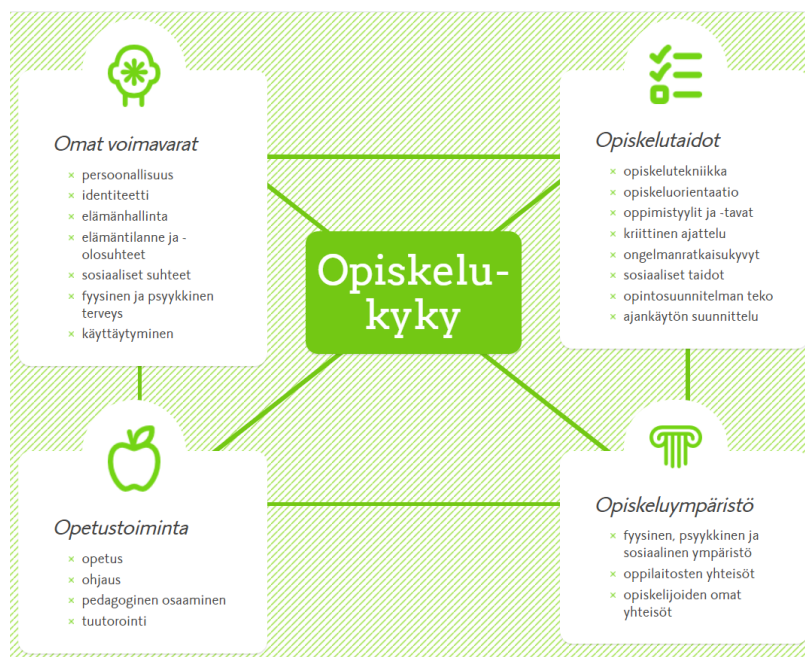 Omat voimavarat
persoonallisuus
identiteetti
elämänhallinta
elämäntilanne ja -
olosuhteet
sosiaaliset suhteet
fyysinen ja psyykkinen
terveys
käyttäytyminen
Opiskelutaidot
opiskelutekniikka
opiskeluorientaatio
oppimistyylit ja -tavat
kriittinen ajattelu
ongelmanratkaisukyvyt
sosiaaliset taidot
opintosuunnitelman teko
ajankäytön suunnittelu
Opiskelu-
kyky
Opetustoiminta
opetus
ohjaus
pedagoginen osaaminen
tuutorointi
Opiskeluympäristö
fyysinen, psyykkinen ja
sosiaalinen ympäristö
oppilaitosten yhteisöt
opiskelijoiden omat
yhteisöt